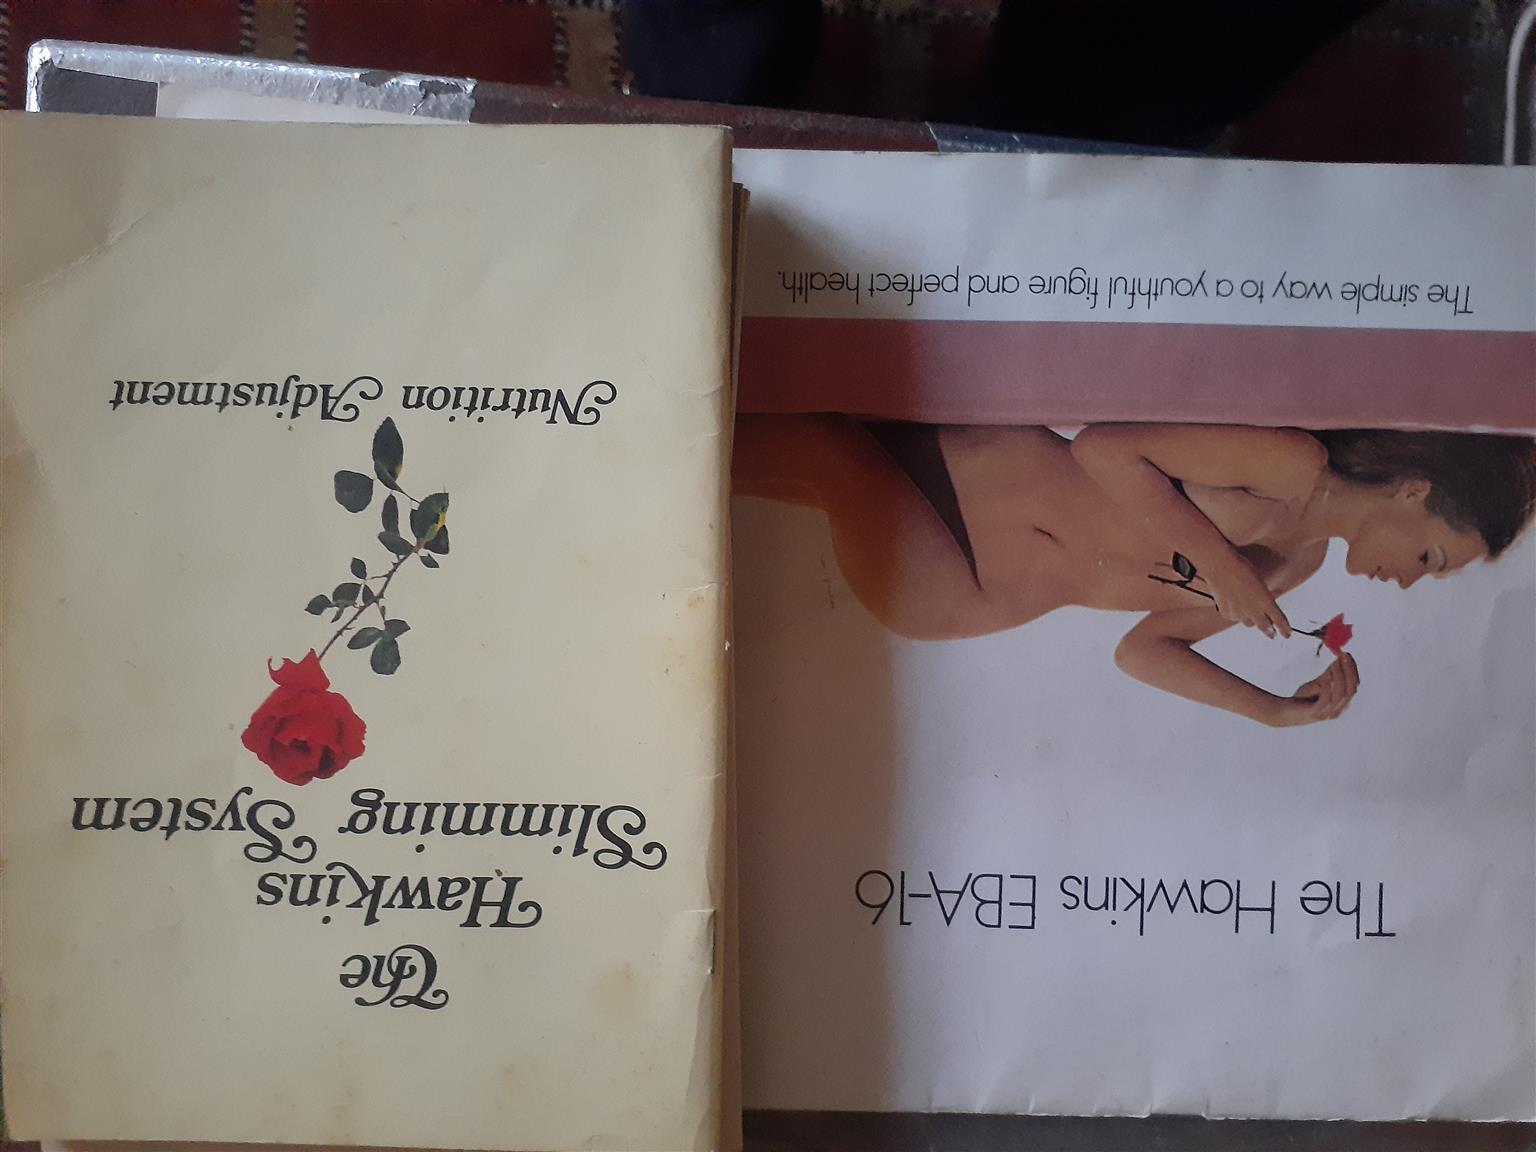 The
Hawkins
Slimming System
Nutrition Adjustment
The Hawkins EBA-16
The simple way to a youthful figure and perfect health.